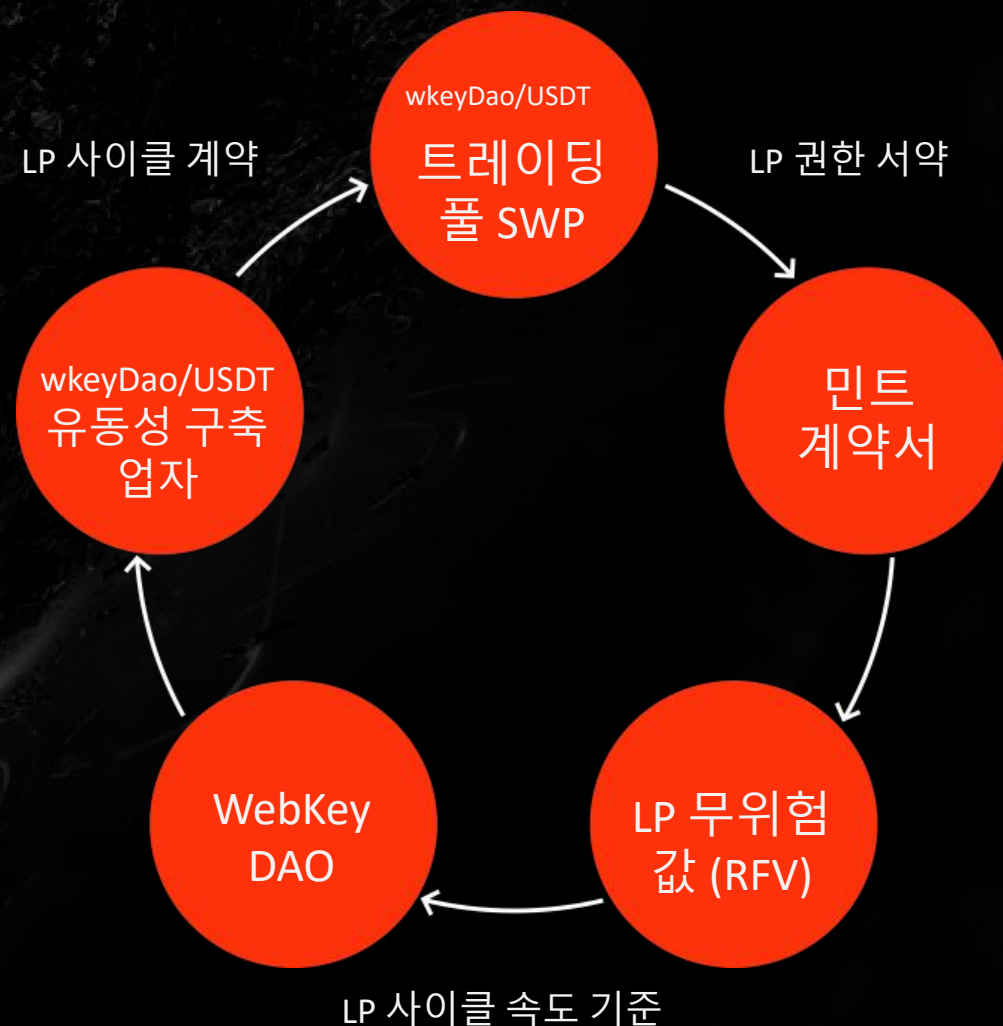 wkeyDao/USDT
트레이딩
풀 SWP
LP 사이클 계약
LP 권한 서약
wkeyDao/USDT
유동성 구축
업자
민트
계약서
WebKey
DAO
LP 무위험
값 (RFV)
LP 사이클 속도 기준